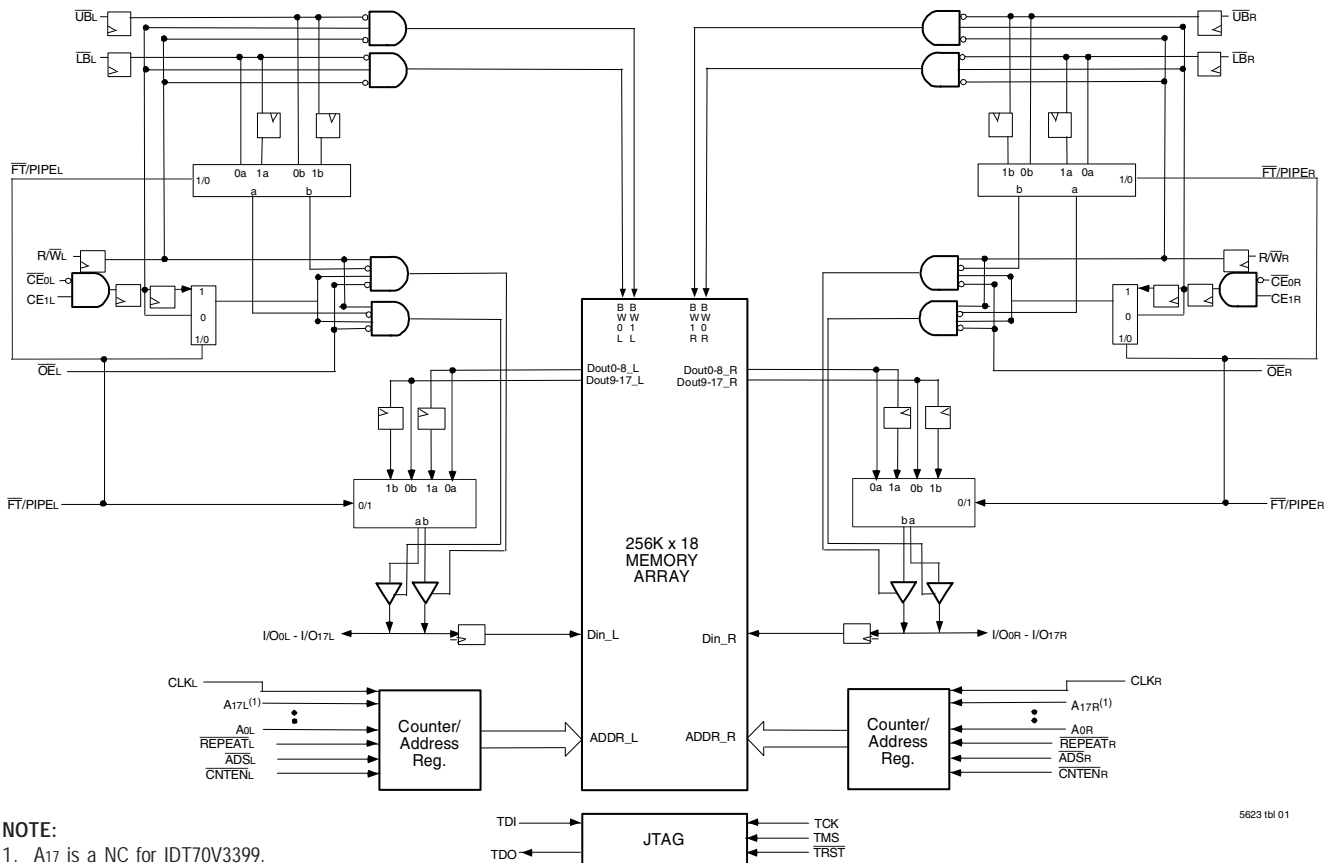 UBL
UBR
LBL
LBR
FT/PIPEL
1/0
0a 1a 0b 1b
a b
1b 0b 1a 0a
b a
1/0
FT/PIPER
R/WL
R/WR
CE0L
CE1L
1
0
1/0
CE0R
CE1R
1
0
1/0
BW0L
BW1L
BW1R
BW0R
OEL
OER
Dout0-8_L
Dout9-17_L
Dout0-8_R
Dout9-17_R
1b 0b 1a 0a
0a 1a 0b 1b
FT/PIPEL
0/1
0/1
FT/PIPER
a b
b a
256K x 18
MEMORY
ARRAY
I/O0L - I/O17L
Din_L
Din_R
I/O0R - I/O17R
CLKL
CLKR
A17L(1)
A17R(1)
A0L
A0R
REPEATL
REPEATR
ADSL
ADSR
CNTENL
CNTENR
Counter/
Address
Reg.
ADDR_L
ADDR_R
Counter/
Address
Reg.
5623 tbl 01
TDI
TDO
JTAG
TCK
TMS
TRST
NOTE:
1. A17 is a NC for IDT70V3399.